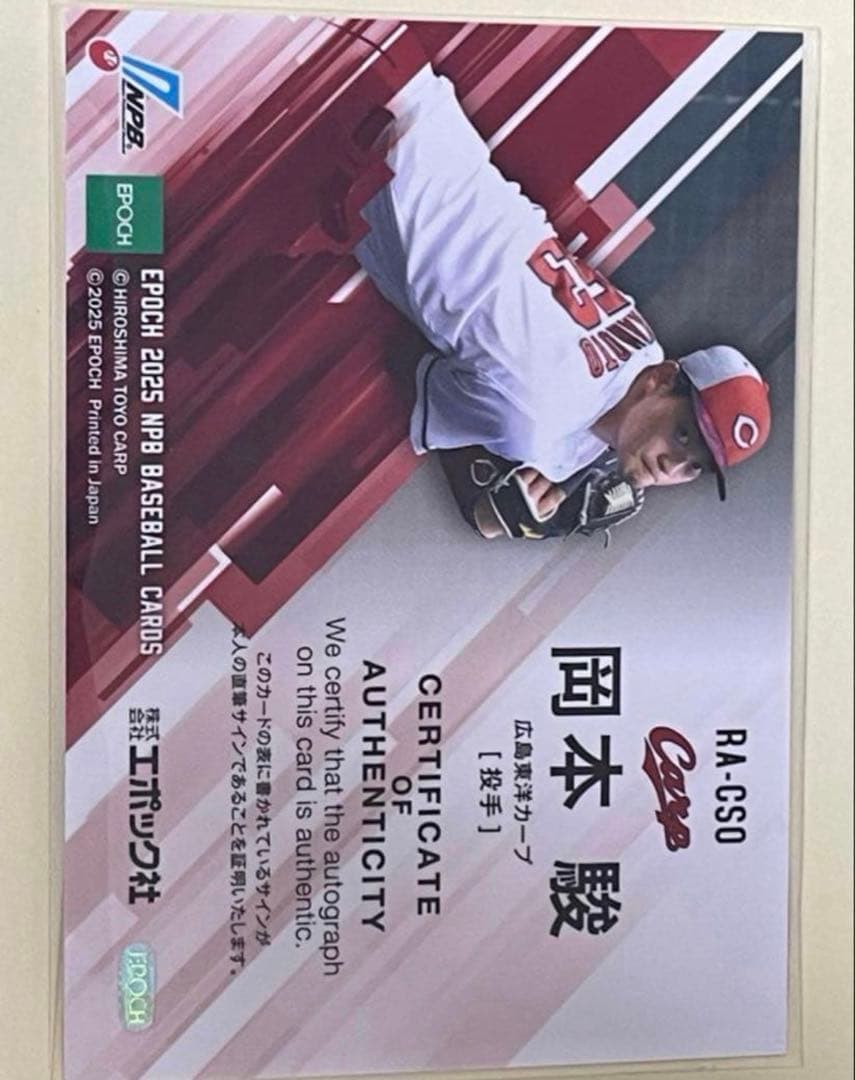 RA-CSO
Carp
岡本 駿
広島東洋カープ
[投手]
CERTIFICATE
OF
AUTHENTICITY
We certify that the autograph
on this card is authentic.
このカードの表に書かれているサインが
本人の直筆サインであることを証明いたします。
C
NPB
EPOCH
EPOCH 2025 NPB BASEBALL CARDS
©HIROSHIMA TOYO CARP
©2025 EPOCH Printed in Japan
株式会社エポック社
EPOCH